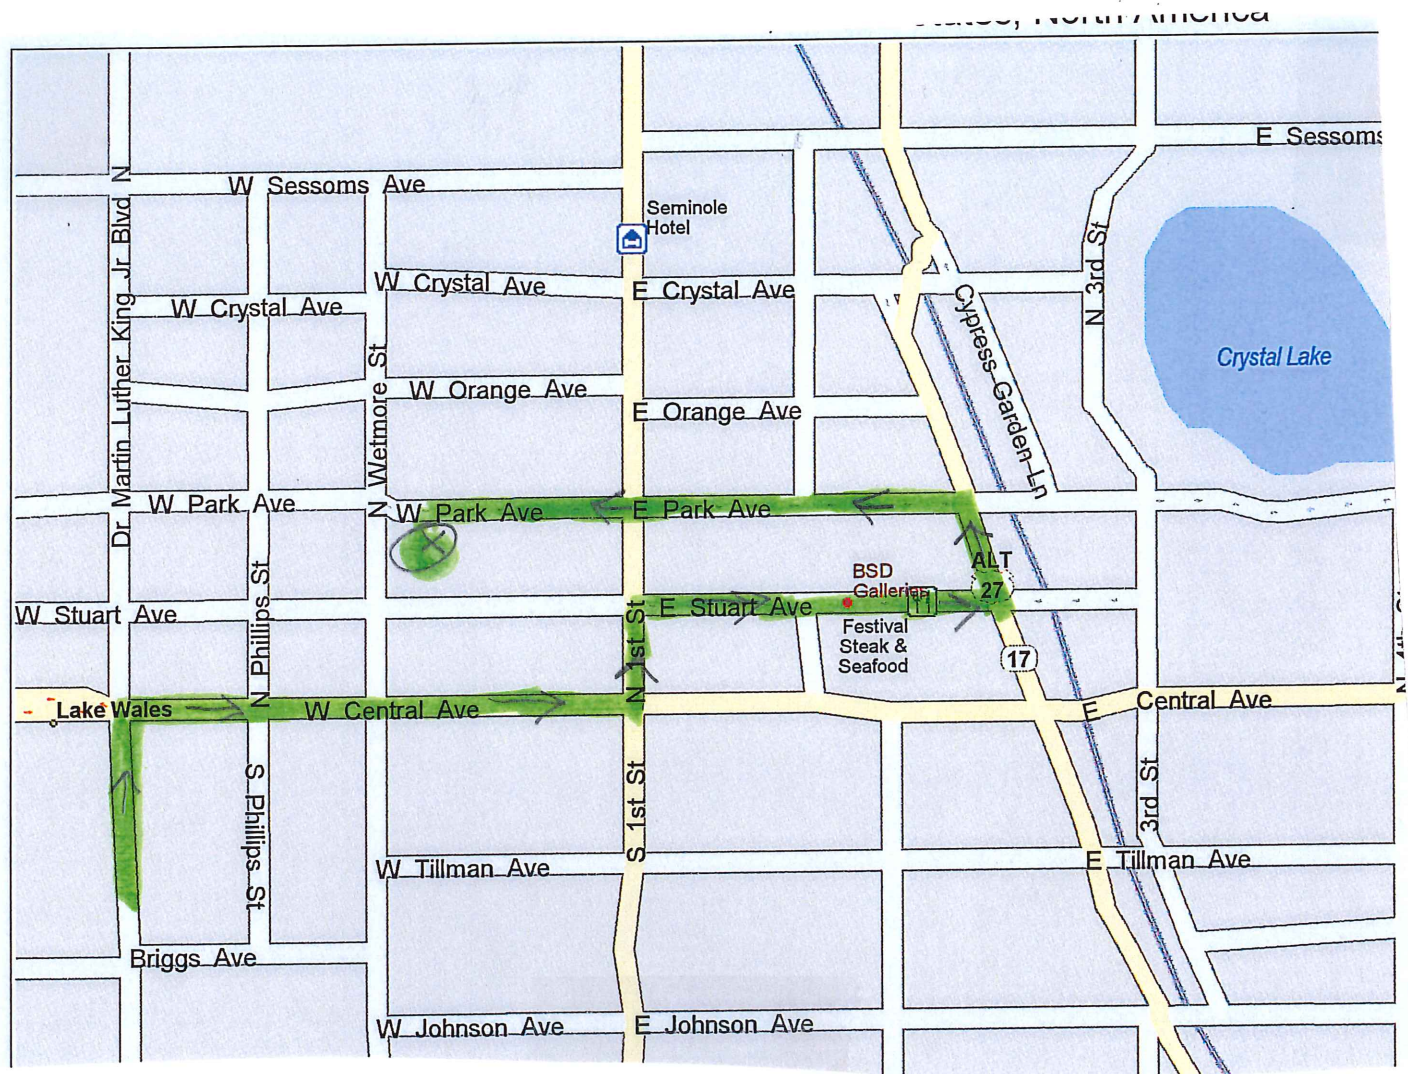 North America
E Sessoms
W Sessoms Ave
Seminole
Hotel
N 3rd St
Dr Martin Luther King Jr Blvd N
W Crystal Ave
E Crystal Ave
W Crystal Ave
Cypress Garden Ln
Crystal Lake
N Wetmore St
W Orange Ave
E Orange Ave
W Park Ave
W Park Ave
E Park Ave
ALT
27
BSD
Galleries
N Phillips St
W Stuart Ave
E Stuart Ave
N 1st St
Festival
Steak &
Seafood
17
Lake Wales
W Central Ave
E Central Ave
S Phillips St
S 1st St
3rd St
W Tillman Ave
E Tillman Ave
Briggs Ave
W Johnson Ave
E Johnson Ave